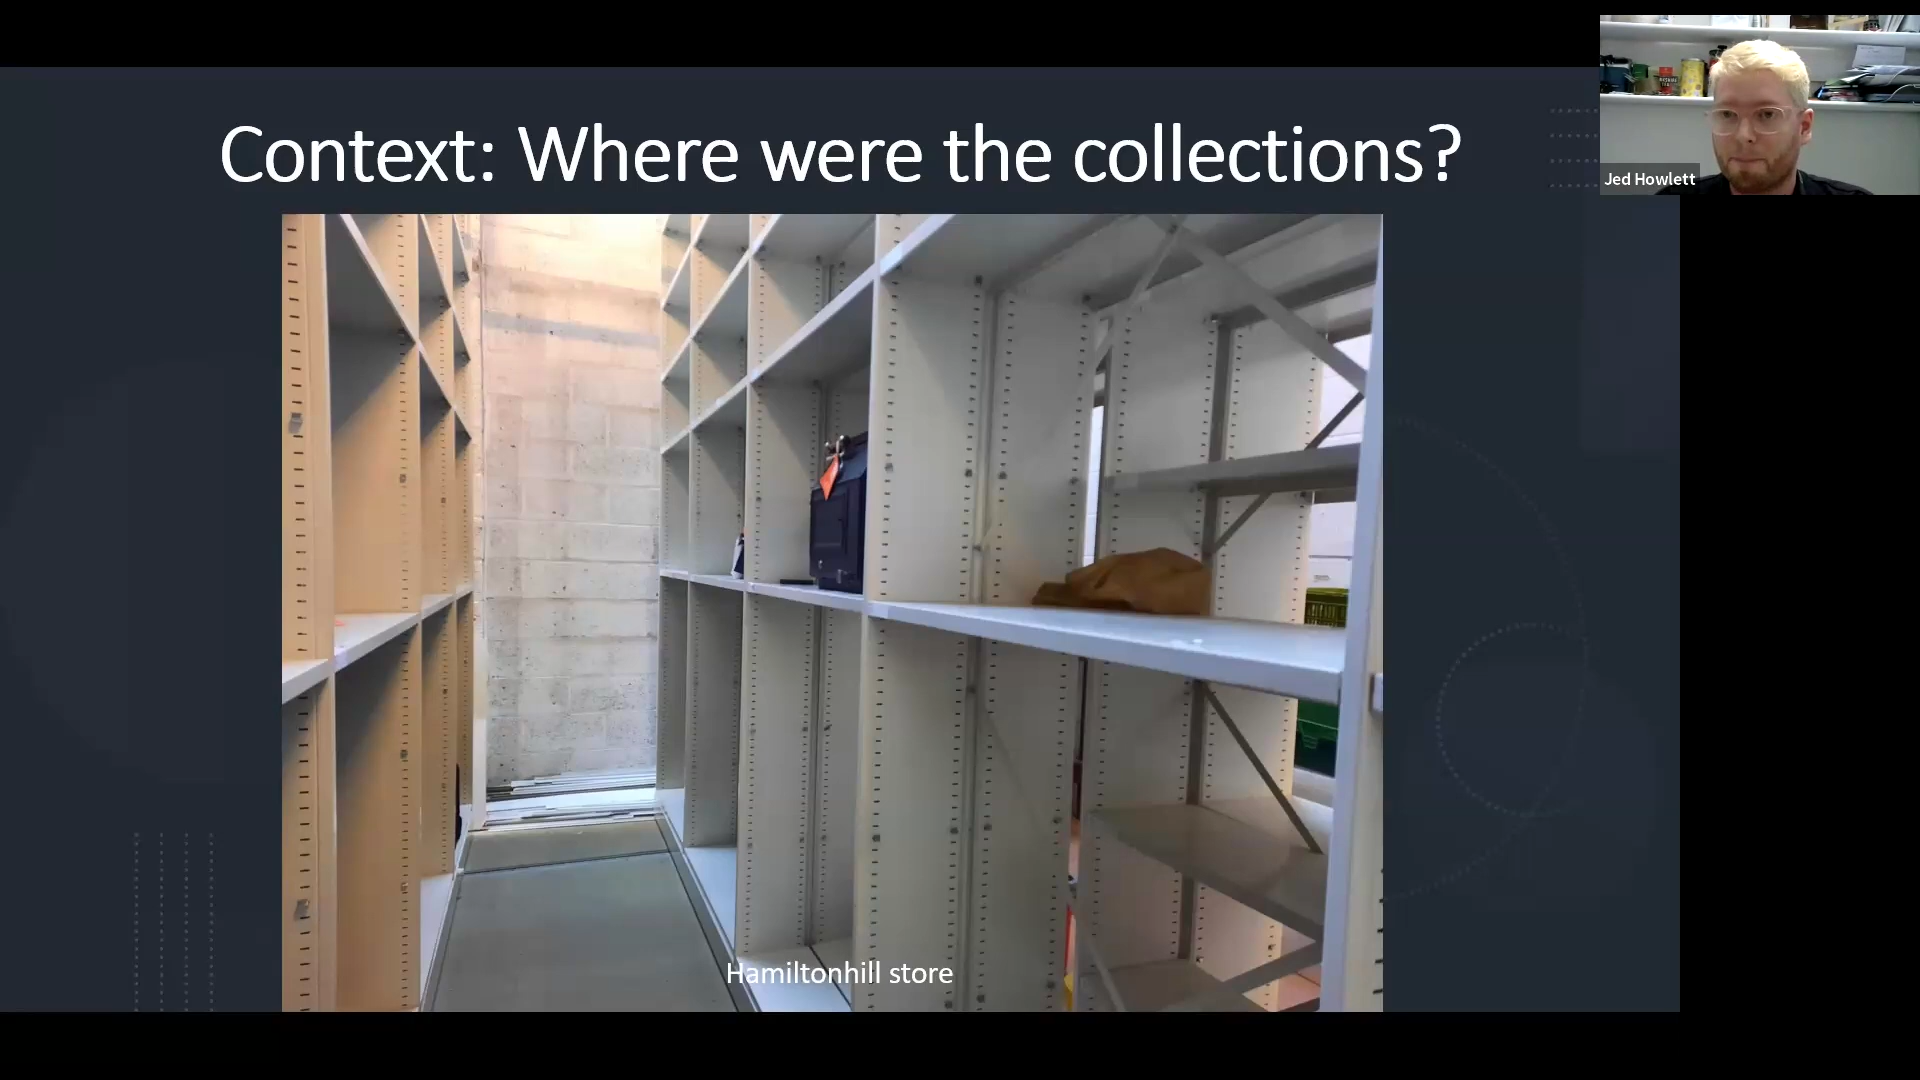 Context: Where were the collections?
Jed Howlett
Hamiltonhill store